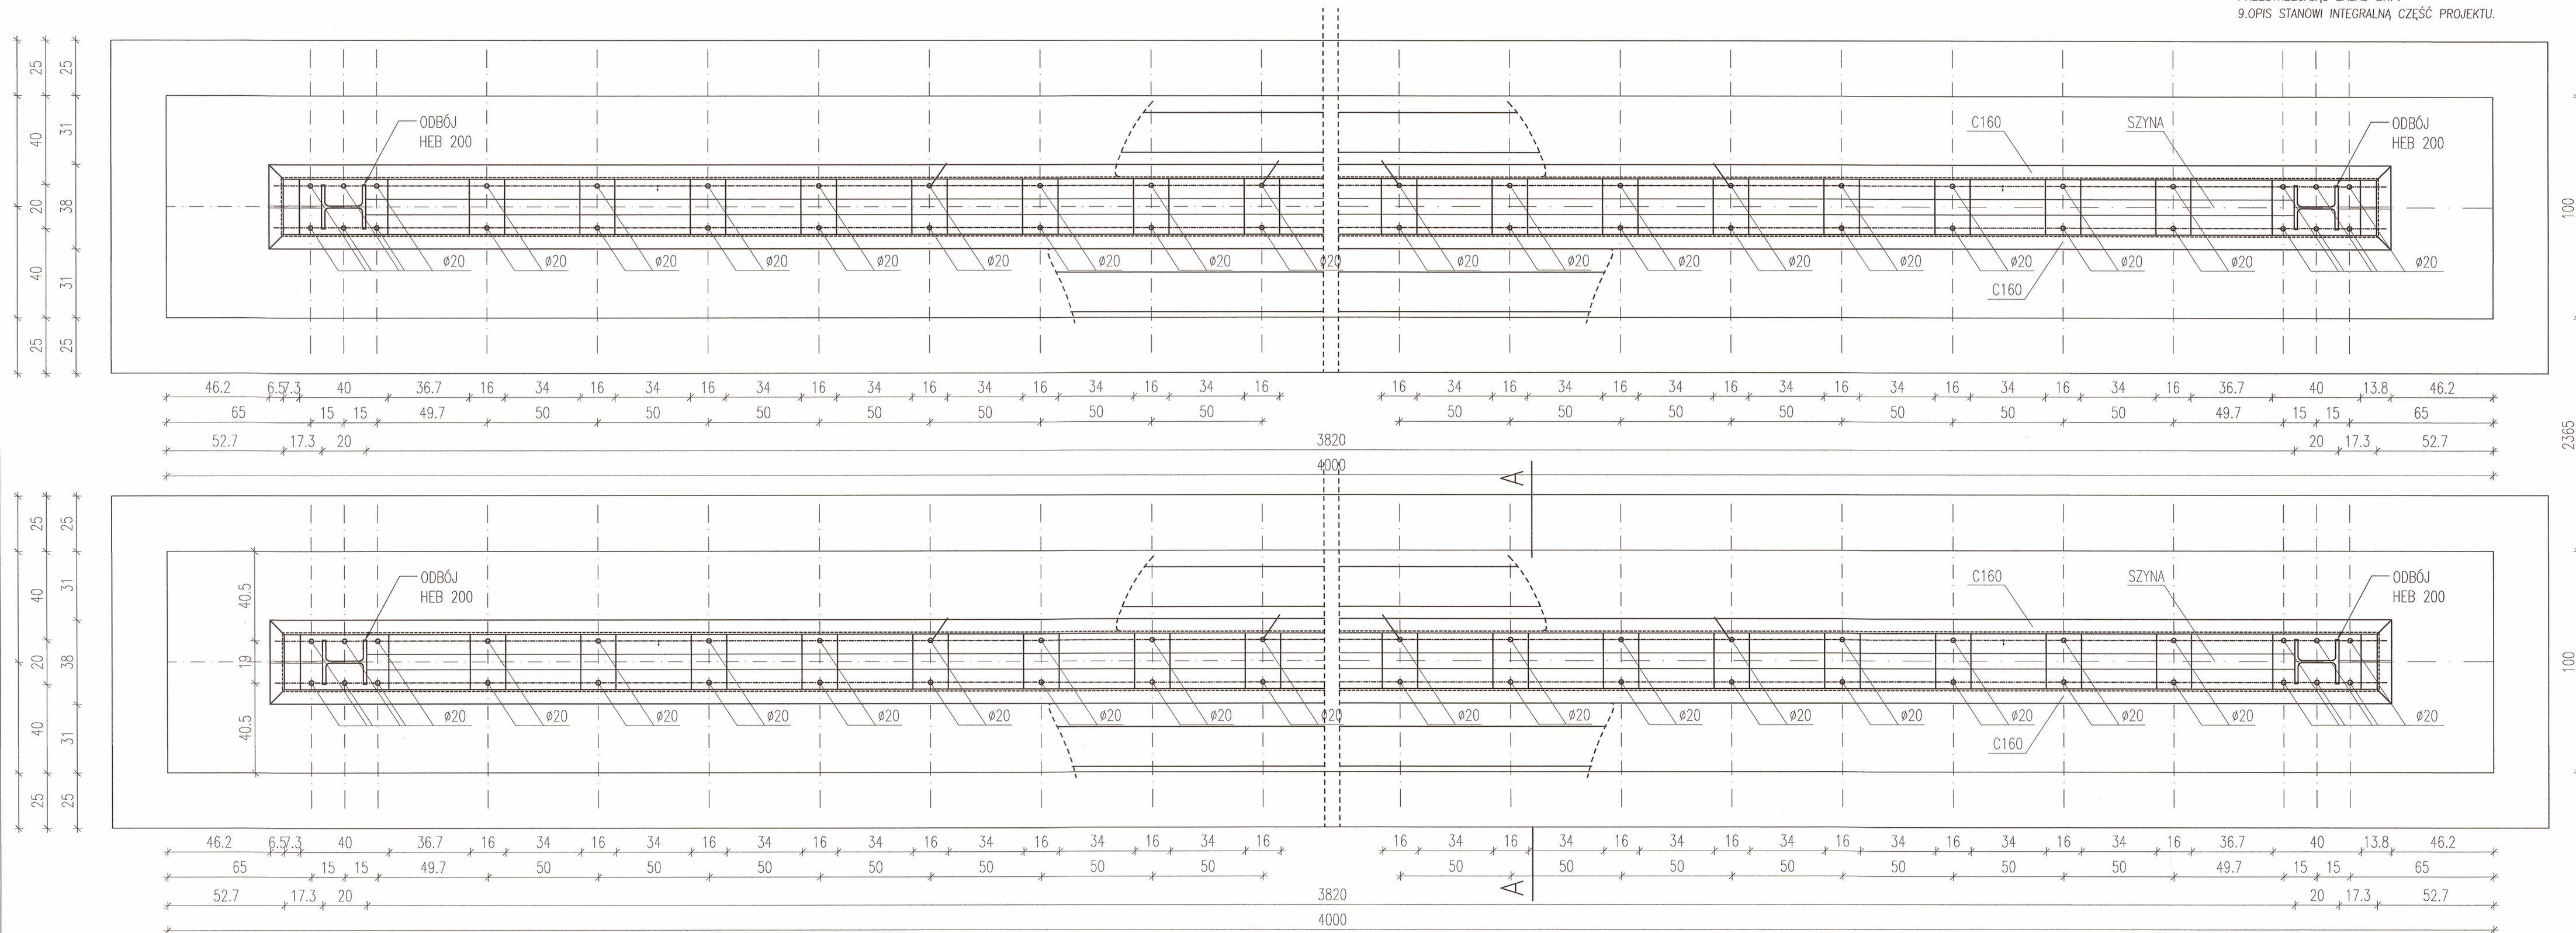 9.OPIS STANOWI INTEGRALNĄ CZĘŚĆ PROJEKTU.
25 25
40 31
20 38
40 31
25 25
ODBÓJ
HEB 200
C160
SZYNA
ODBÓJ
HEB 200
100
ø20 ø20 ø20 ø20 ø20 ø20 ø20 ø20 ø20 ø20 ø20 ø20 ø20 ø20 ø20 ø20 ø20 ø20
C160
46.2 6.5 7.3 40 36.7 16 34 16 34 16 34 16 34 16 34 16 34 16 34 16 16 34 16 34 16 34 16 34 16 34 16 34 16 34 16 36.7 40 13.8 46.2
65 15 15 49.7 50 50 50 50 50 50 50 50 50 50 50 50 50 50 49.7 15 15 65
52.7 17.3 20 3820 20 17.3 52.7
2365
4000
A
25 25
40 31
20 38
40 31
25 25
40.5
19
40.5
ODBÓJ
HEB 200
C160
SZYNA
ODBÓJ
HEB 200
100
ø20 ø20 ø20 ø20 ø20 ø20 ø20 ø20 ø20 ø20 ø20 ø20 ø20 ø20 ø20 ø20 ø20 ø20
C160
46.2 6.5 7.3 40 36.7 16 34 16 34 16 34 16 34 16 34 16 34 16 34 16 16 34 16 34 16 34 16 34 16 34 16 34 16 34 16 36.7 40 13.8 46.2
65 15 15 49.7 50 50 50 50 50 50 50 50 50 50 50 50 50 50 49.7 15 15 65
A
52.7 17.3 20 3820 20 17.3 52.7
4000